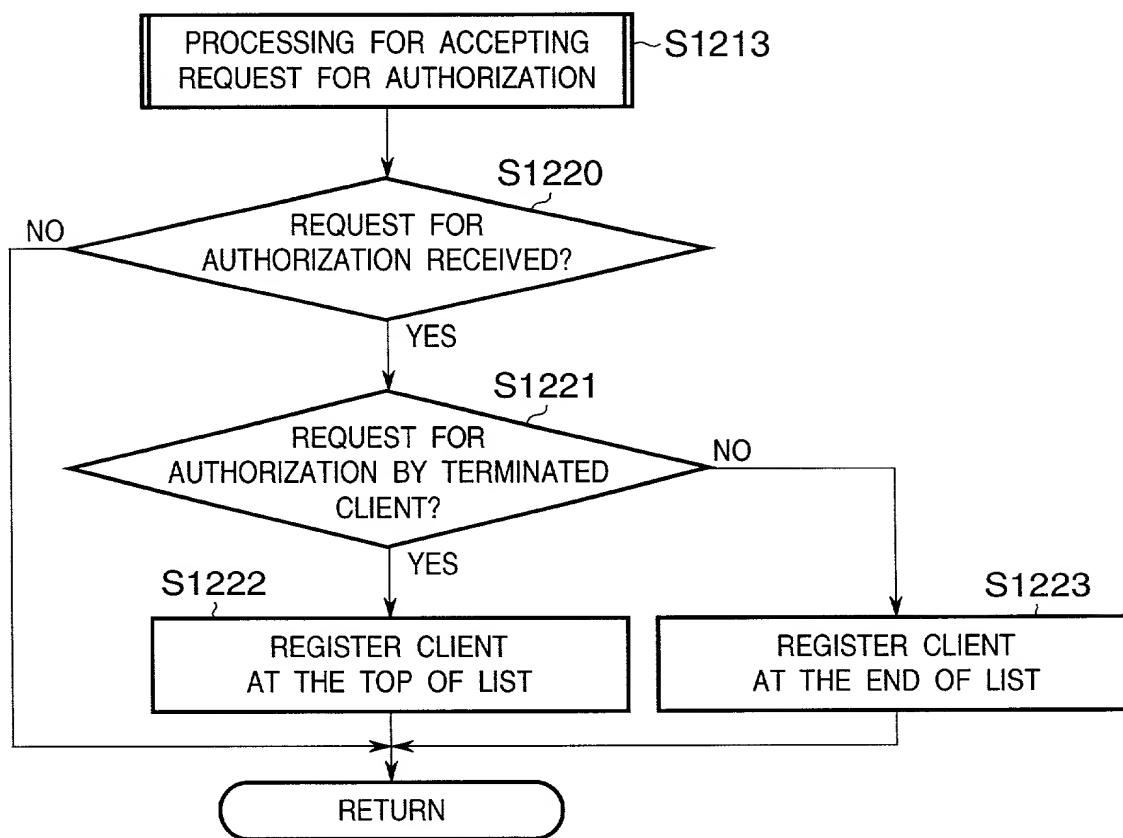 PROCESSING FOR ACCEPTING
REQUEST FOR AUTHORIZATION
S1213
S1220
REQUEST FOR
AUTHORIZATION RECEIVED?
NO
YES
S1221
REQUEST FOR
AUTHORIZATION BY TERMINATED
CLIENT?
NO
YES
S1222
REGISTER CLIENT
AT THE TOP OF LIST
S1223
REGISTER CLIENT
AT THE END OF LIST
RETURN